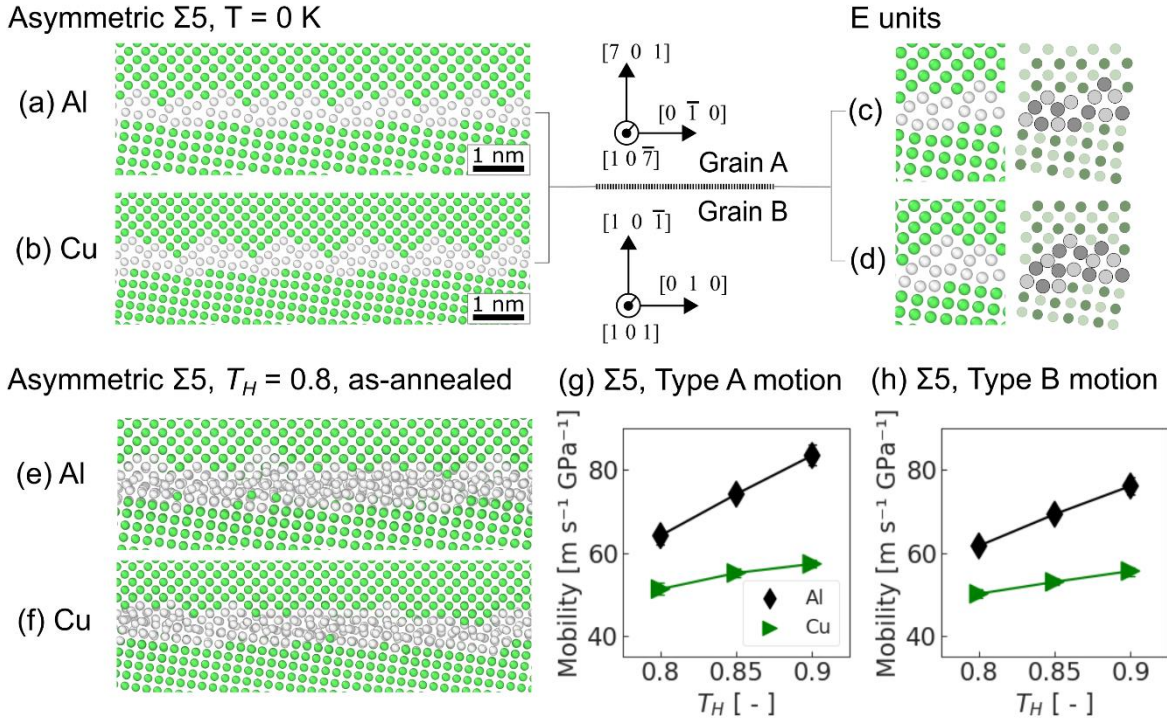 Asymmetric Σ5, T = 0 K
E units
(a) Al
1 nm
(b) Cu
1 nm
[7 0 1]
[0 1̅ 0]
[1 0 7̅]
Grain A
Grain B
[1 0 1̅]
[0 1 0]
[1 0 1]
(c)
(d)
Asymmetric Σ5, T_H = 0.8, as-annealed
(e) Al
(f) Cu
(g) Σ5, Type A motion
Mobility [m s⁻¹ GPa⁻¹]
80
60
40
Al
Cu
0.8 0.85 0.9
T_H [ - ]
(h) Σ5, Type B motion
Mobility [m s⁻¹ GPa⁻¹]
80
60
40
0.8 0.85 0.9
T_H [ - ]